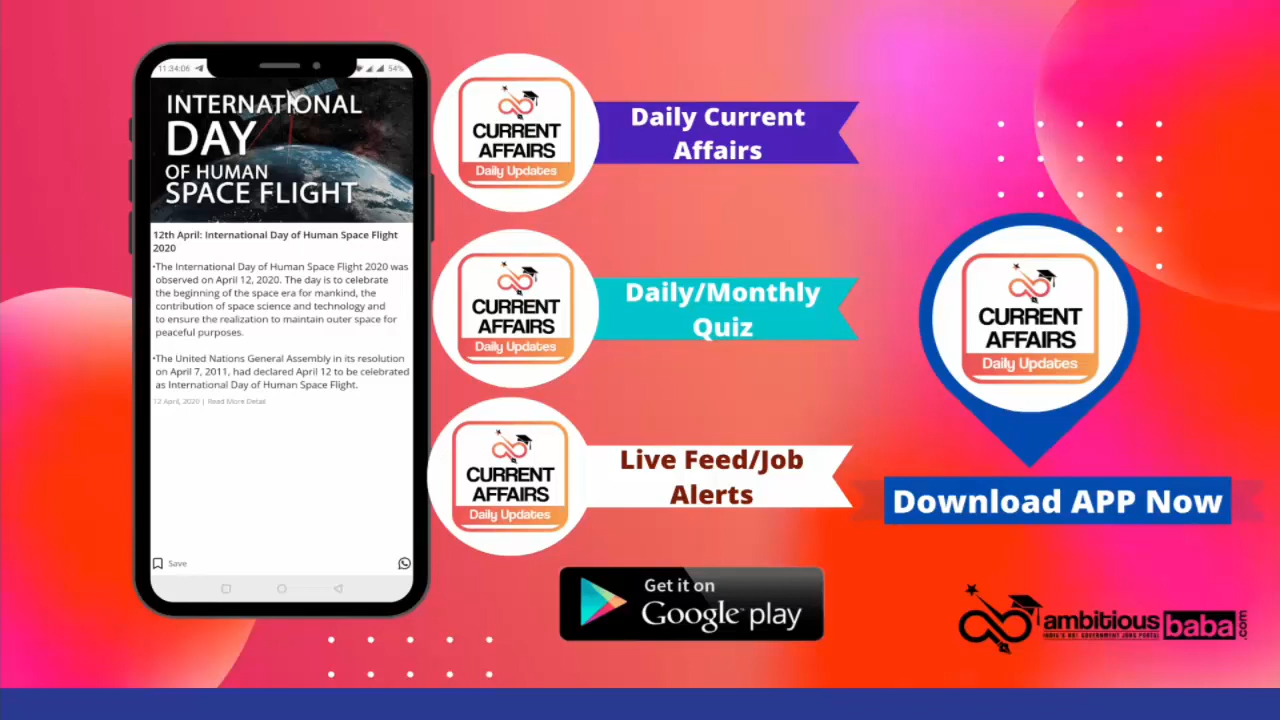 11:34:06
54%
INTERNATIONAL
DAY
OF HUMAN
SPACE FLIGHT
12th April: International Day of Human Space Flight
2020
•The International Day of Human Space Flight 2020 was
observed on April 12, 2020. The day is to celebrate
the beginning of the space era for mankind, the
contribution of space science and technology and
to ensure the realization to maintain outer space for
peaceful purposes.
•The United Nations General Assembly in its resolution
on April 7, 2011, had declared April 12 to be celebrated
as International Day of Human Space Flight.
12 April, 2020 | Read More Detail
Save
CURRENT
AFFAIRS
Daily Updates
Daily Current
Affairs
CURRENT
AFFAIRS
Daily Updates
Daily/Monthly
Quiz
CURRENT
AFFAIRS
Daily Updates
Live Feed/Job
Alerts
Get it on
Google play
CURRENT
AFFAIRS
Daily Updates
Download APP Now
ambitiousbaba.com
INDIA'S NO1 GOVERNMENT JOBS PORTAL